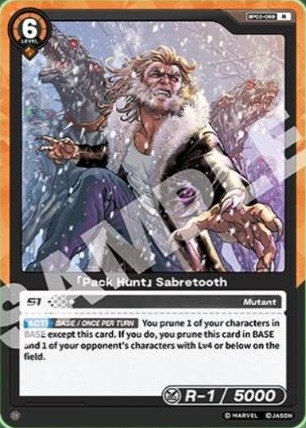 6
LEVEL
BP02-069 R
SAMPLE
「Pack Hunt」 Sabretooth
S1
Mutant
ACT BASE / ONCE PER TURN You prune 1 of your characters in
BASE except this card. If you do, you prune this card in BASE
and 1 of your opponent's characters with Lv4 or below on the
field.
R-1 / 5000
© MARVEL ©JASON